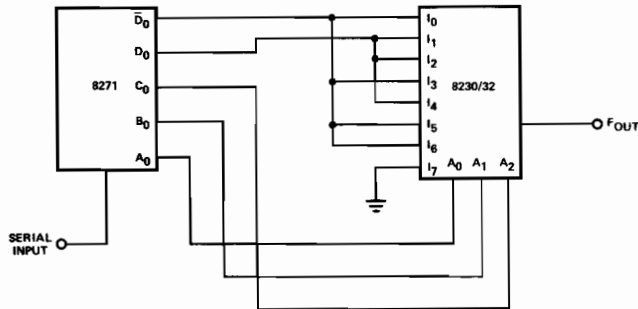 D̅0
D0
C0
B0
A0
8271
SERIAL
INPUT
I0
I1
I2
I3
I4
I5
I6
I7
8230/32
A0 A1 A2
FOUT